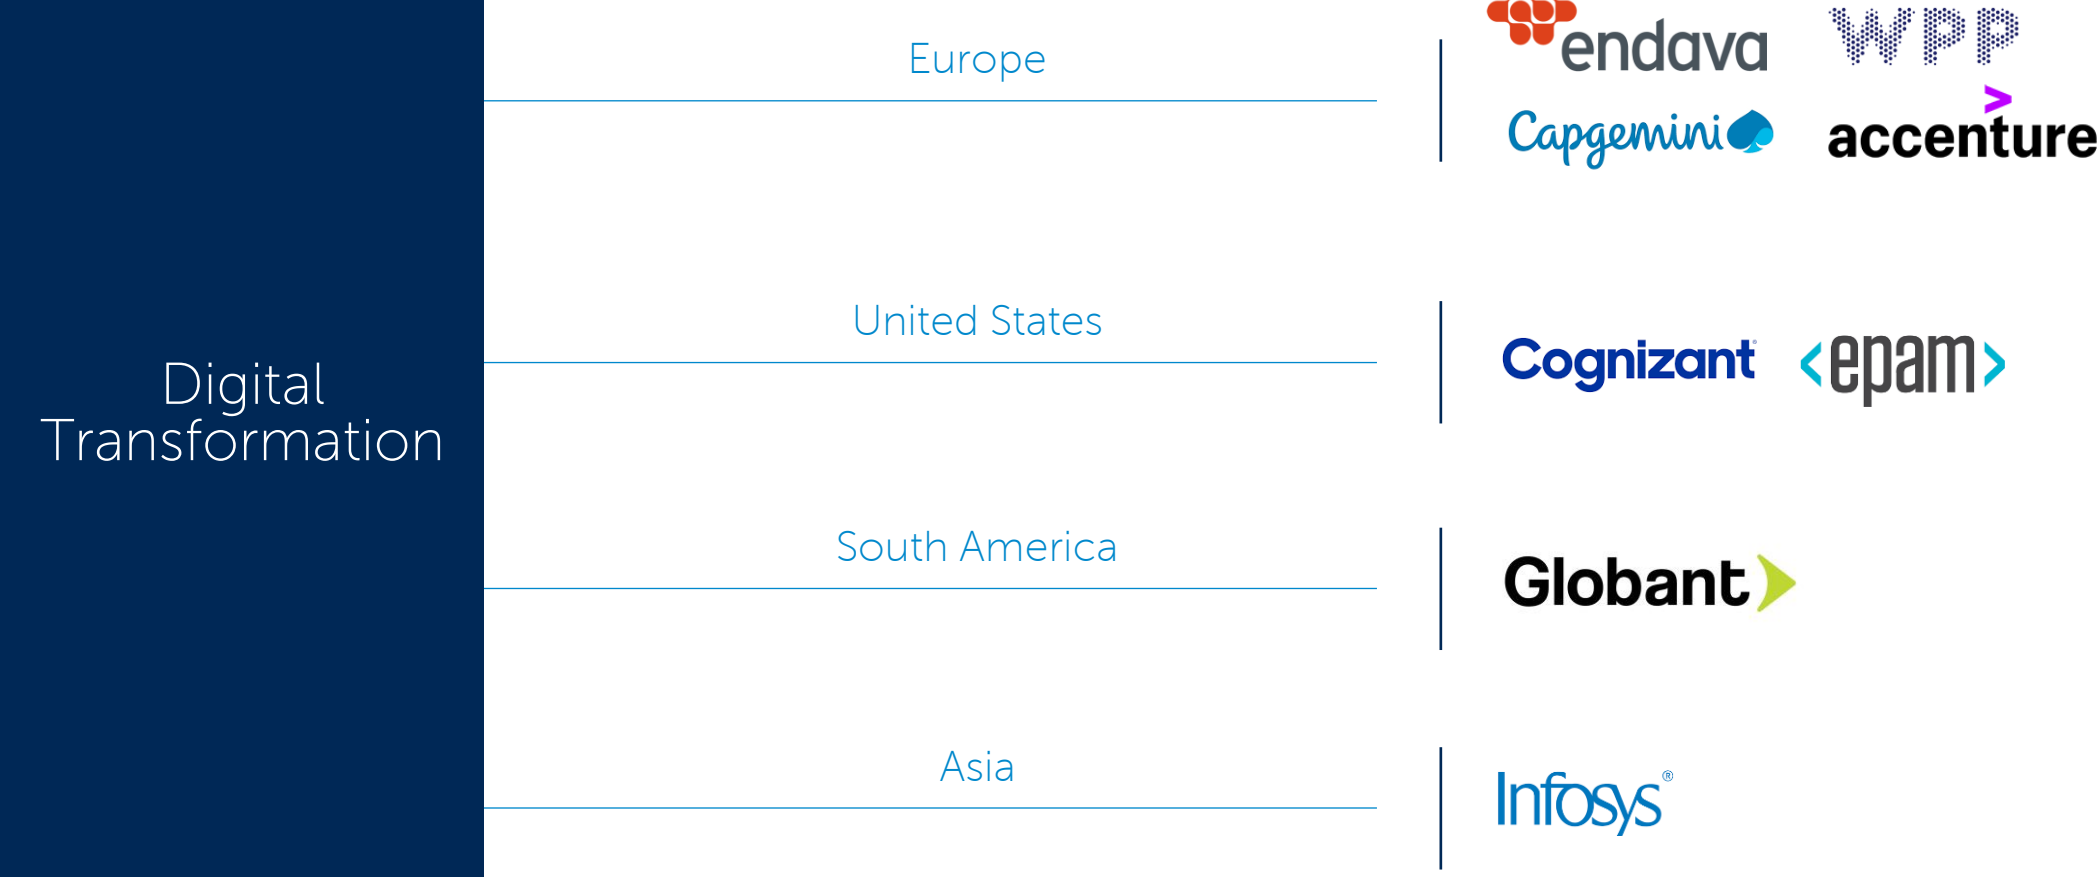 Digital
Transformation
Europe
endava
WPP
Capgemini
accenture
United States
Cognizant
<epam>
South America
Globant
Asia
Infosys®